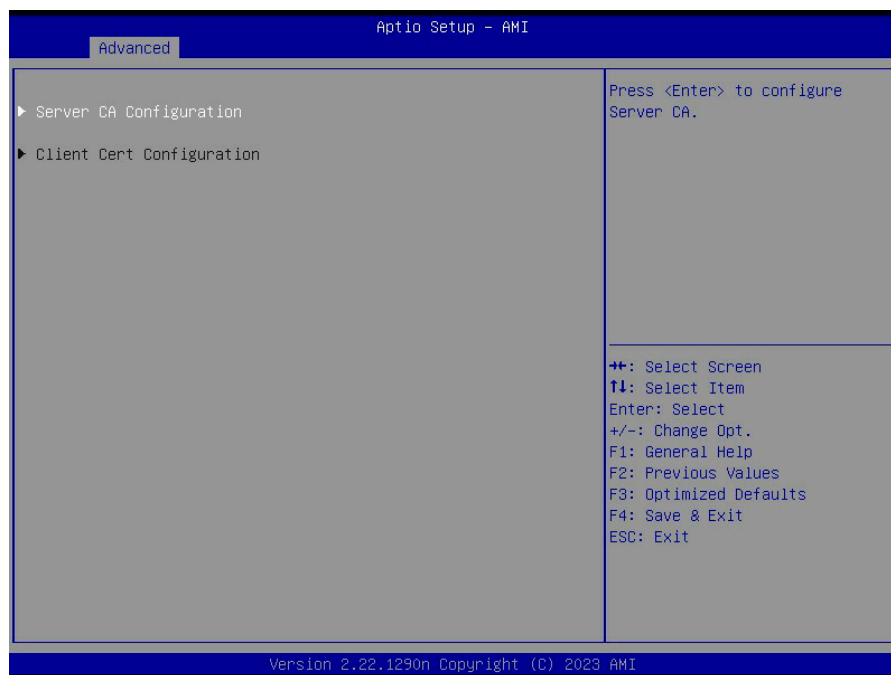 Aptio Setup – AMI
Advanced
► Server CA Configuration
► Client Cert Configuration
Press <Enter> to configure
Server CA.
→←: Select Screen
↑↓: Select Item
Enter: Select
+/-: Change Opt.
F1: General Help
F2: Previous Values
F3: Optimized Defaults
F4: Save & Exit
ESC: Exit
Version 2.22.1290n Copyright (C) 2023 AMI